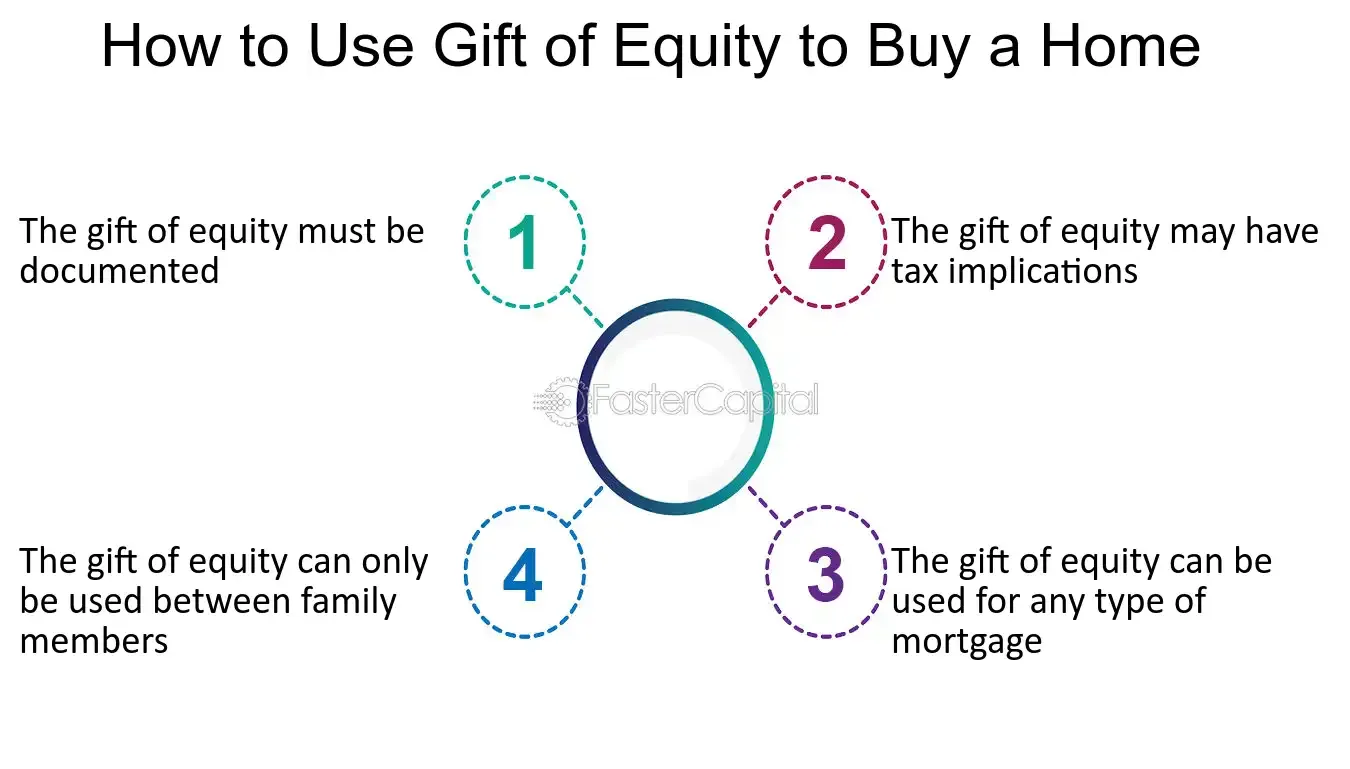 How to Use Gift of Equity to Buy a Home
The gift of equity must be
documented
1
2
The gift of equity may have
tax implications
FasterCapital
The gift of equity can only
be used between family
members
4
3
The gift of equity can be
used for any type of
mortgage